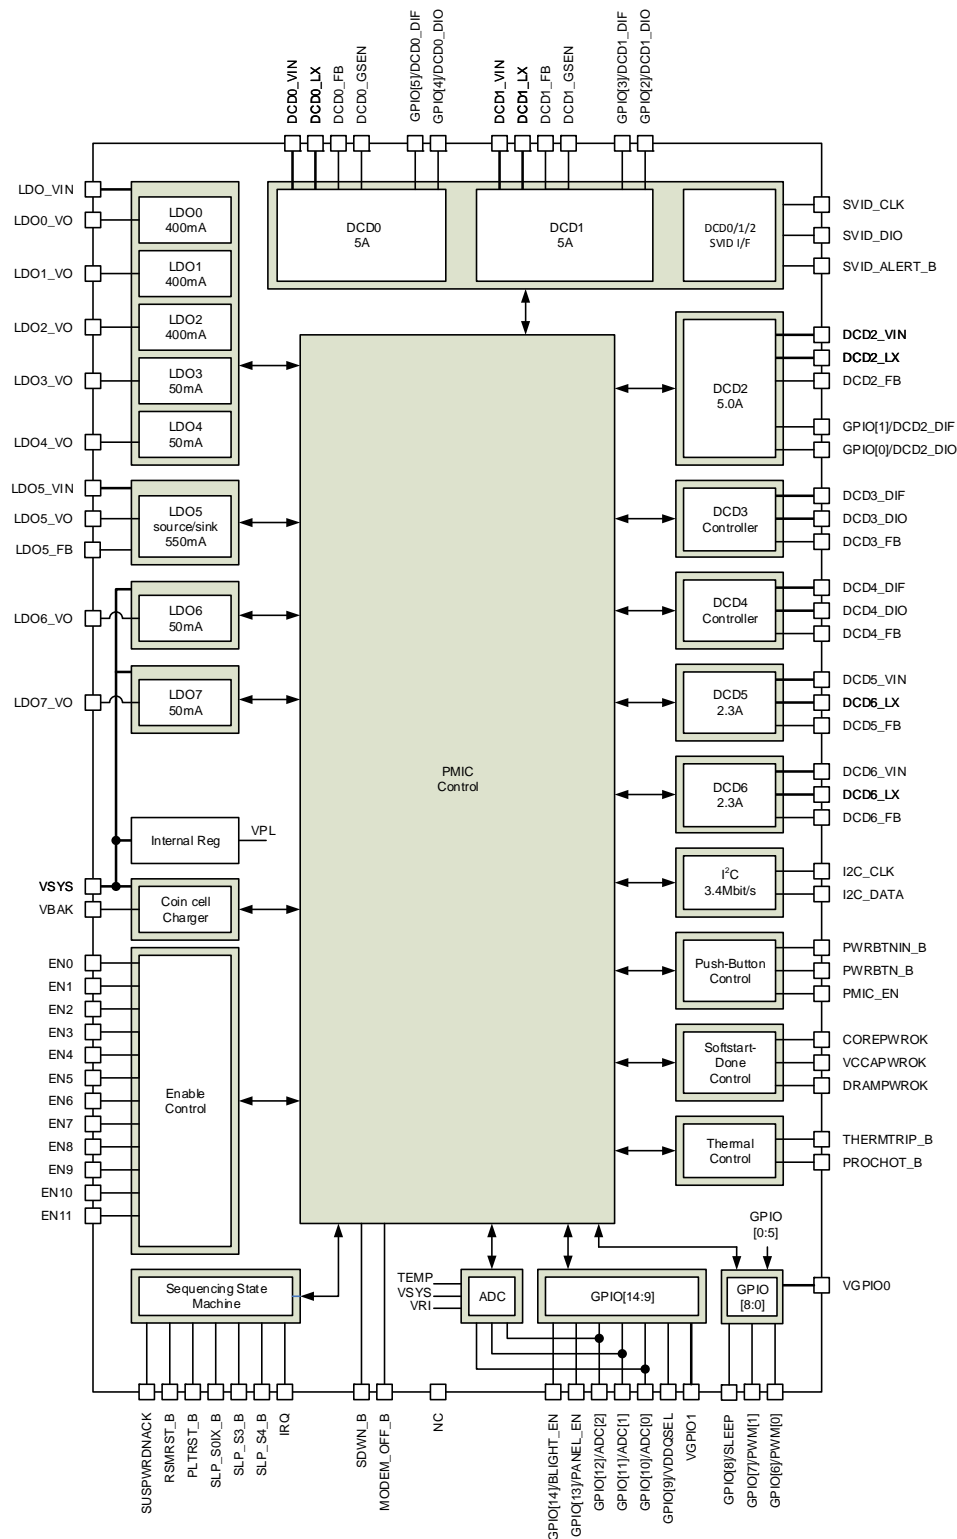 DCD0_VIN
DCD0_LX
DCD0_FB
DCD0_GSEN
GPIO[5]/DCD0_DIF
GPIO[4]/DCD0_DIO
DCD1_VIN
DCD1_LX
DCD1_FB
DCD1_GSEN
GPIO[3]/DCD1_DIF
GPIO[2]/DCD1_DIO
LDO_VIN
LDO0_VO
LDO1_VO
LDO2_VO
LDO3_VO
LDO4_VO
LDO5_VIN
LDO5_VO
LDO5_FB
LDO6_VO
LDO7_VO
VSYS
VBAK
EN0
EN1
EN2
EN3
EN4
EN5
EN6
EN7
EN8
EN9
EN10
EN11
LDO0
400mA
LDO1
400mA
LDO2
400mA
LDO3
50mA
LDO4
50mA
LDO5
source/sink
550mA
LDO6
50mA
LDO7
50mA
Internal Reg
VPL
Coin cell
Charger
Enable
Control
Sequencing State
Machine
DCD0
5A
DCD1
5A
DCD0/1/2
SVID I/F
PMIC
Control
DCD2
5.0A
DCD3
Controller
DCD4
Controller
DCD5
2.3A
DCD6
2.3A
I²C
3.4Mbit/s
Push-Button
Control
Softstart-
Done
Control
Thermal
Control
TEMP
VSYS
VRI
ADC
GPIO[14:9]
GPIO
[0:5]
GPIO
[8:0]
SVID_CLK
SVID_DIO
SVID_ALERT_B
DCD2_VIN
DCD2_LX
DCD2_FB
GPIO[1]/DCD2_DIF
GPIO[0]/DCD2_DIO
DCD3_DIF
DCD3_DIO
DCD3_FB
DCD4_DIF
DCD4_DIO
DCD4_FB
DCD5_VIN
DCD6_LX
DCD5_FB
DCD6_VIN
DCD6_LX
DCD6_FB
I2C_CLK
I2C_DATA
PWRBTNIN_B
PWRBTN_B
PMIC_EN
COREPWROK
VCCAPWROK
DRAMPWROK
THERMTRIP_B
PROCHOT_B
VGPIO0
SUSPWRDNACK
RSMRST_B
PLTRST_B
SLP_S0IX_B
SLP_S3_B
SLP_S4_B
IRQ
SDWN_B
MODEM_OFF_B
NC
GPIO[14]/BLIGHT_EN
GPIO[13]/PANEL_EN
GPIO[12]/ADC[2]
GPIO[11]/ADC[1]
GPIO[10]/ADC[0]
GPIO[9]/VDDQSEL
VGPIO1
GPIO[8]/SLEEP
GPIO[7]/PWM[1]
GPIO[6]/PWM[0]